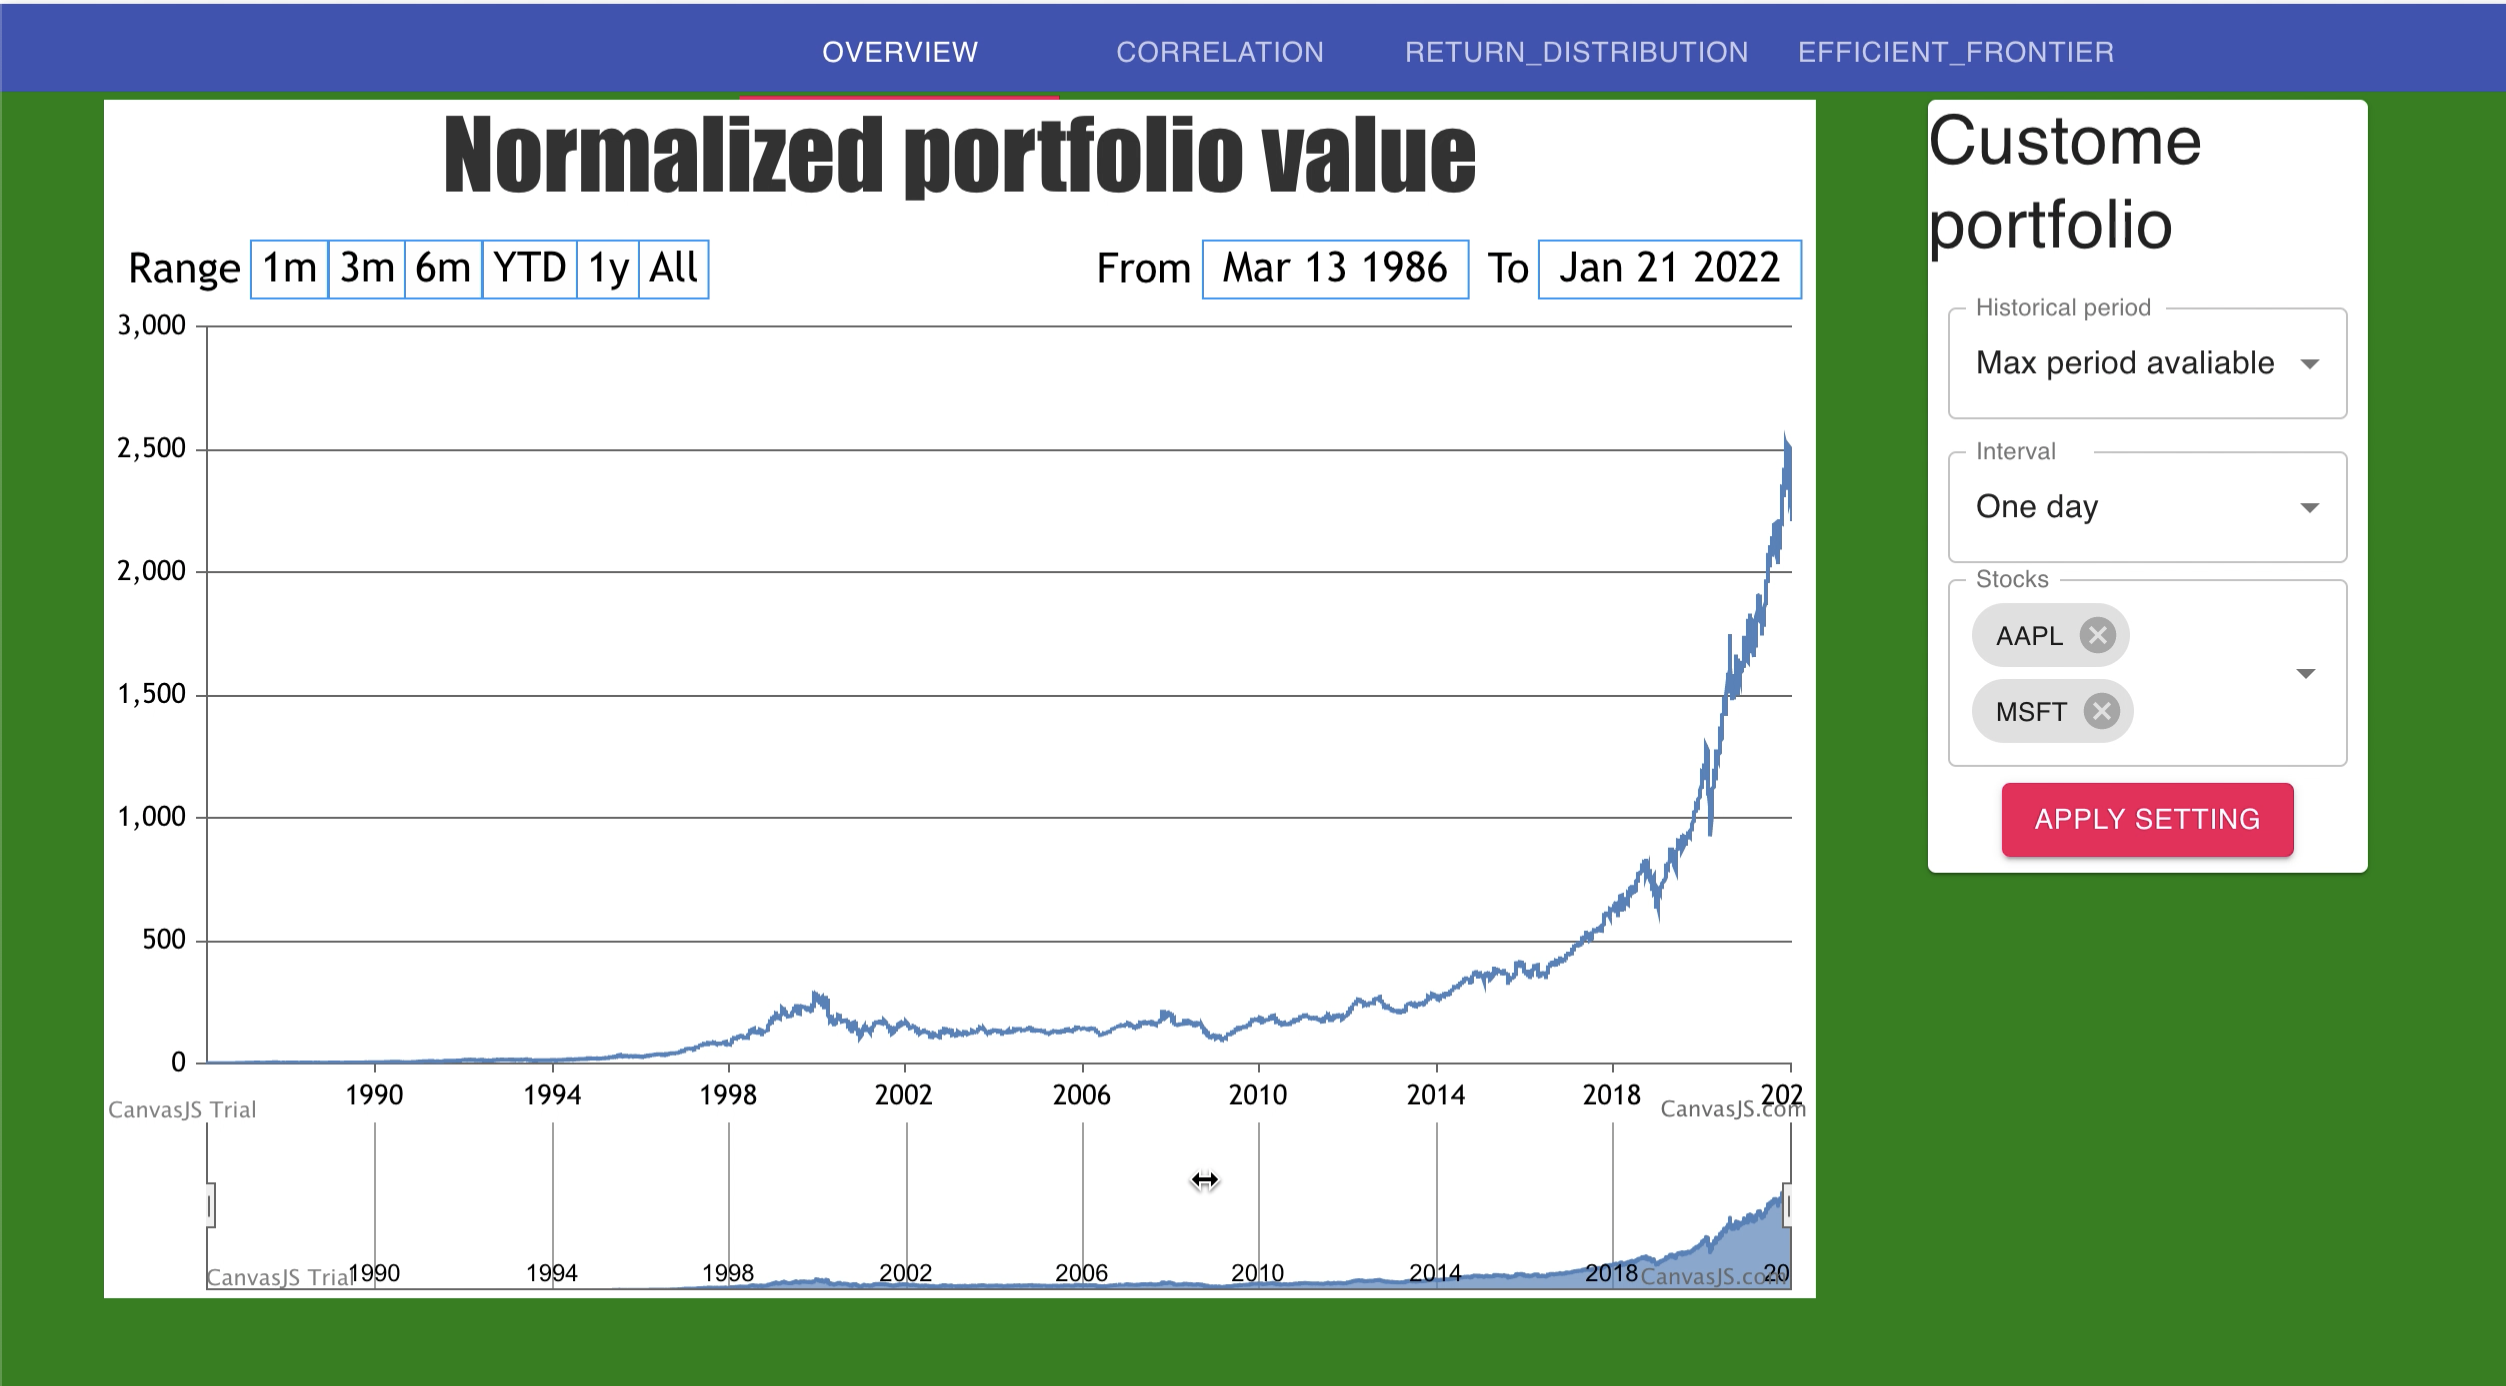 OVERVIEW CORRELATION RETURN_DISTRIBUTION EFFICIENT_FRONTIER
Normalized portfolio value
Range 1m 3m 6m YTD 1y All From Mar 13 1986 To Jan 21 2022
3,000
2,500
2,000
1,500
1,000
500
0
1990 1994 1998 2002 2006 2010 2014 2018 202
CanvasJS Trial CanvasJS.com
1990 1994 1998 2002 2006 2010 2014 2018 20
CanvasJS Trial CanvasJS.com
Custome
portfolio
Historical period
Max period avaliable
Interval
One day
Stocks
AAPL
MSFT
APPLY SETTING